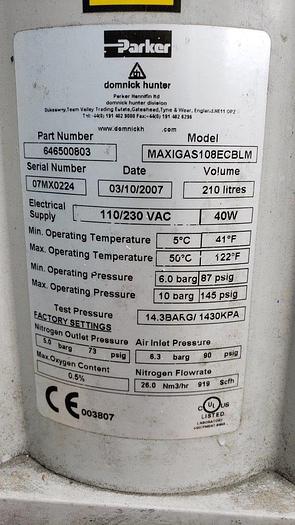 Parker
domnick hunter
Parker Hannifin ltd
domnick hunter division
Dukesway, Team Valley Trading Estate, Gateshead, Tyne & Wear, England.NE11 0PZ
Tel: +44(0) 191 402 9000 Fax:+44(0) 191 482 6296
www.domnickh .com
Part Number Model
646500803 MAXIGAS108ECBLM
Serial Number Date Volume
07MX0224 03/10/2007 210 litres
Electrical Supply 110/230 VAC 40W
Min. Operating Temperature 5°C 41°F
Max. Operating Temperature 50°C 122°F
Min. Operating Pressure 6.0 barg 87 psig
Max. Operating Pressure 10 barg 145 psig
Test Pressure 14.3BARG/ 1430KPA
FACTORY SETTINGS
Nitrogen Outlet Pressure Air Inlet Pressure
5.0 barg 73 psig 6.3 barg 90 psig
Max.Oxygen Content Nitrogen Flowrate
0.5% 26.0 Nm3/hr 919 Scfh
CE 003807
C UL US
LISTED
LABORATORY